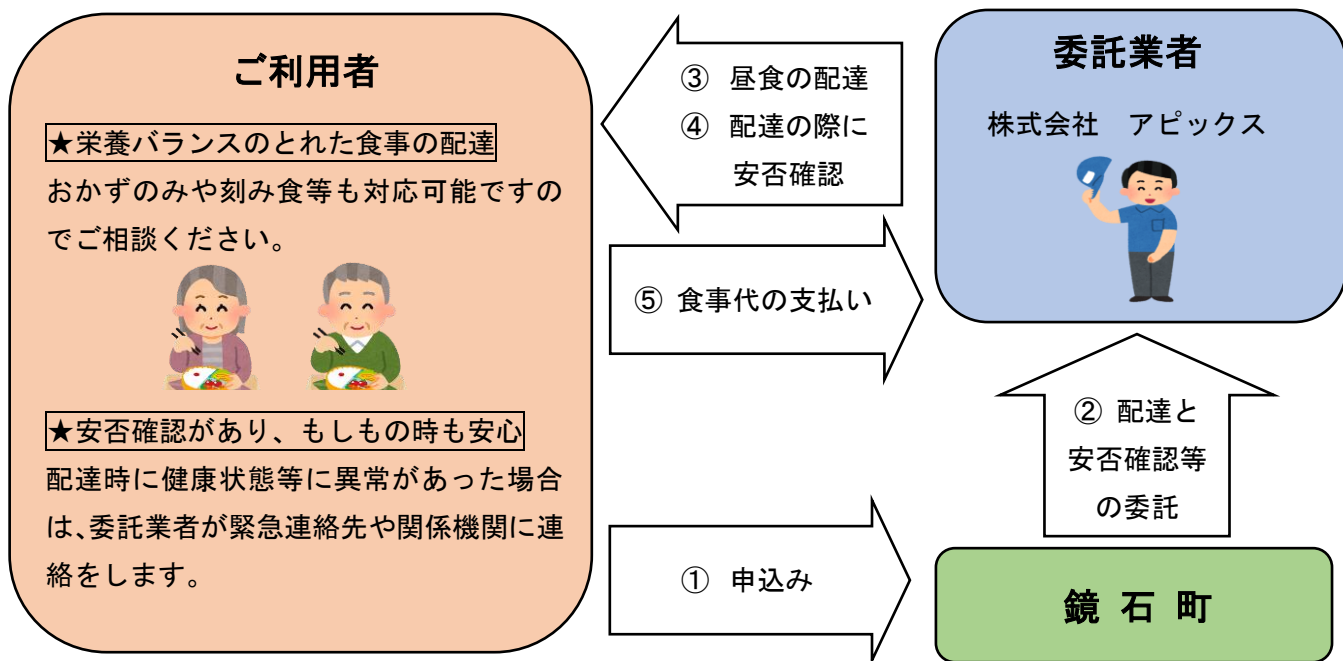 ご利用者
★栄養バランスのとれた食事の配達
おかずのみや刻み食等も対応可能ですの
でご相談ください。
★安否確認があり、もしもの時も安心
配達時に健康状態等に異常があった場合
は、委託業者が緊急連絡先や関係機関に連
絡をします。
③ 昼食の配達
④ 配達の際に
安否確認
⑤ 食事代の支払い
① 申込み
委託業者
株式会社　アピックス
② 配達と
安否確認等
の委託
鏡 石 町